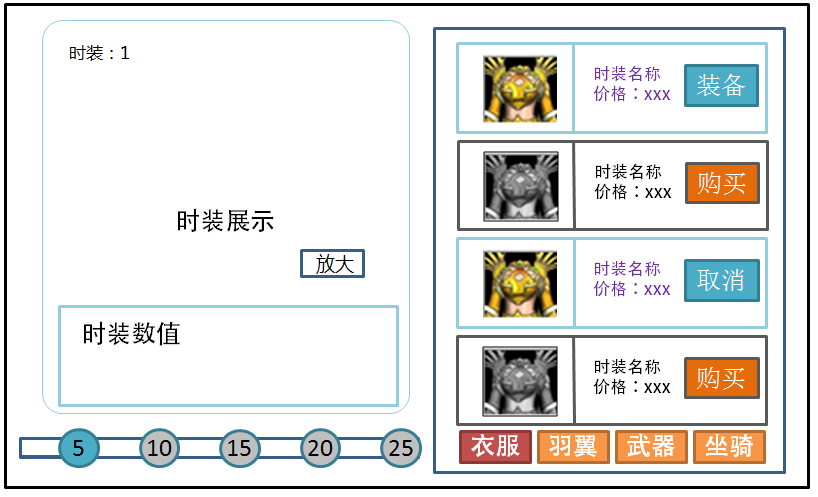 时装：1
时装展示
放大
时装数值
5 10 15 20 25
时装名称
价格：xxx
装备
时装名称
价格：xxx
购买
时装名称
价格：xxx
取消
时装名称
价格：xxx
购买
衣服 羽翼 武器 坐骑